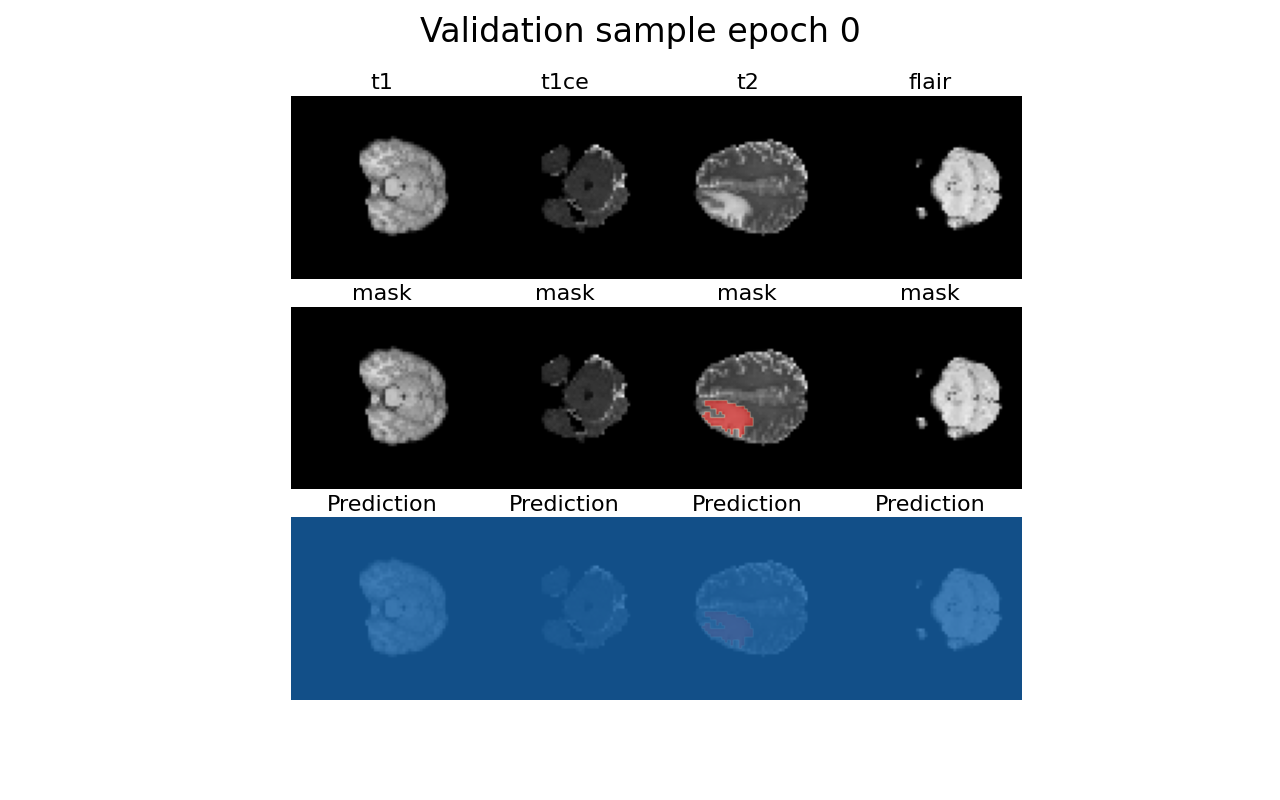 Validation sample epoch 0
t1 t1ce t2 flair
mask mask mask mask
Prediction Prediction Prediction Prediction